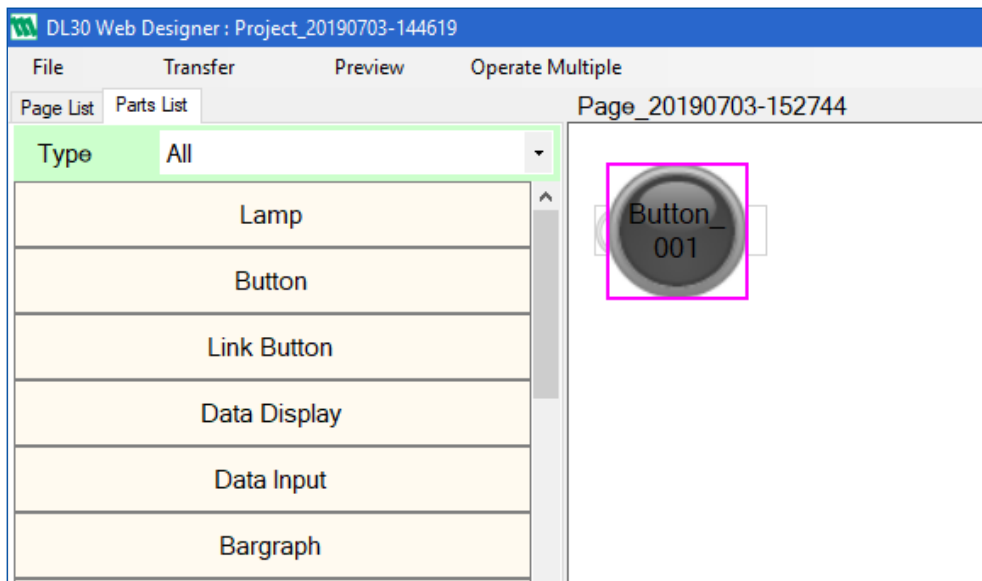 DL30 Web Designer : Project_20190703-144619
File Transfer Preview Operate Multiple
Page List Parts List
Page_20190703-152744
Type All
Lamp
Button
Link Button
Data Display
Data Input
Bargraph
Button_
001